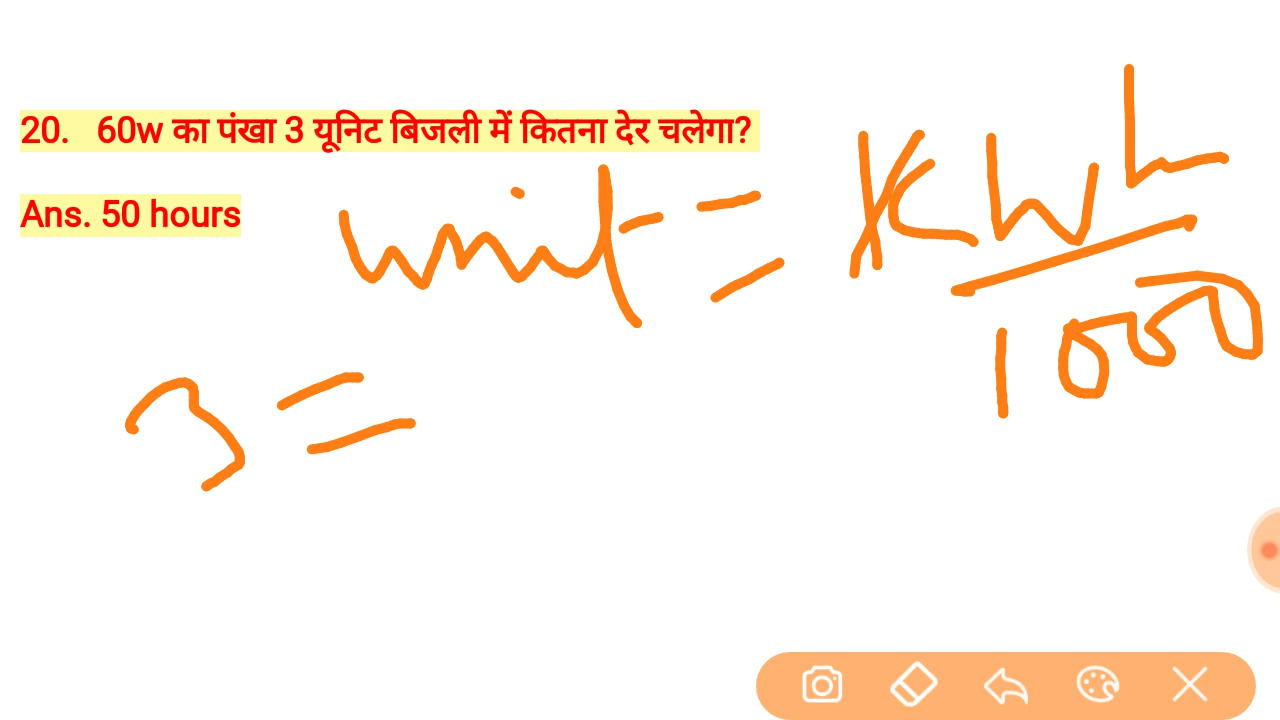 20. 60w का पंखा 3 यूनिट बिजली में कितना देर चलेगा?
Ans. 50 hours
unit = KWh
1000
3 =